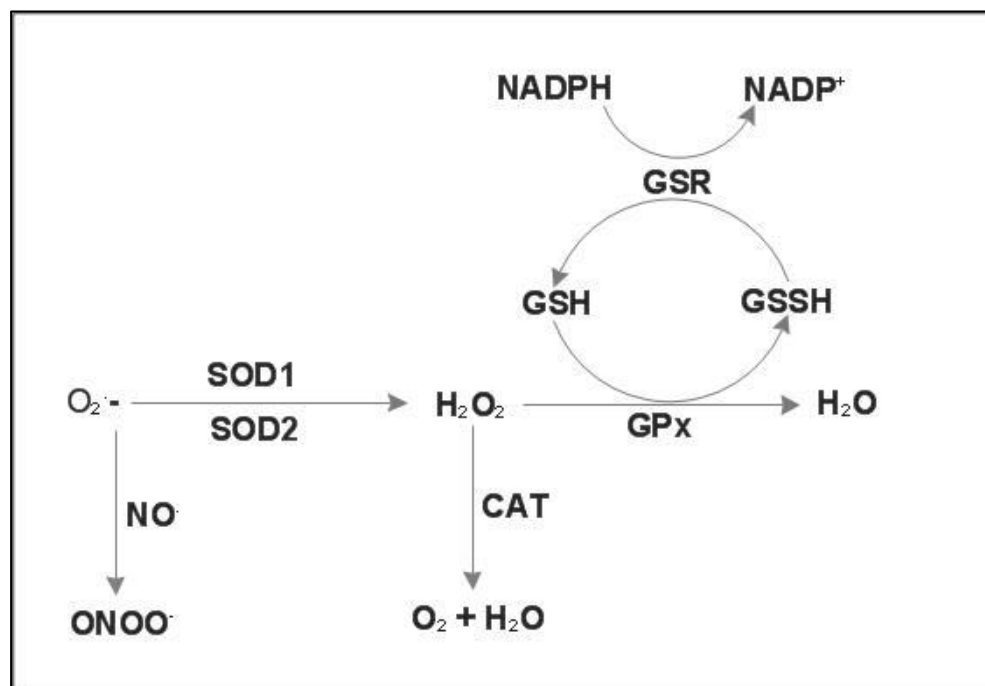 NADPH NADP⁺
GSR
GSH GSSH
SOD1
O₂·- H₂O₂ H₂O
SOD2 GPx
NO· CAT
ONOO⁻ O₂ + H₂O